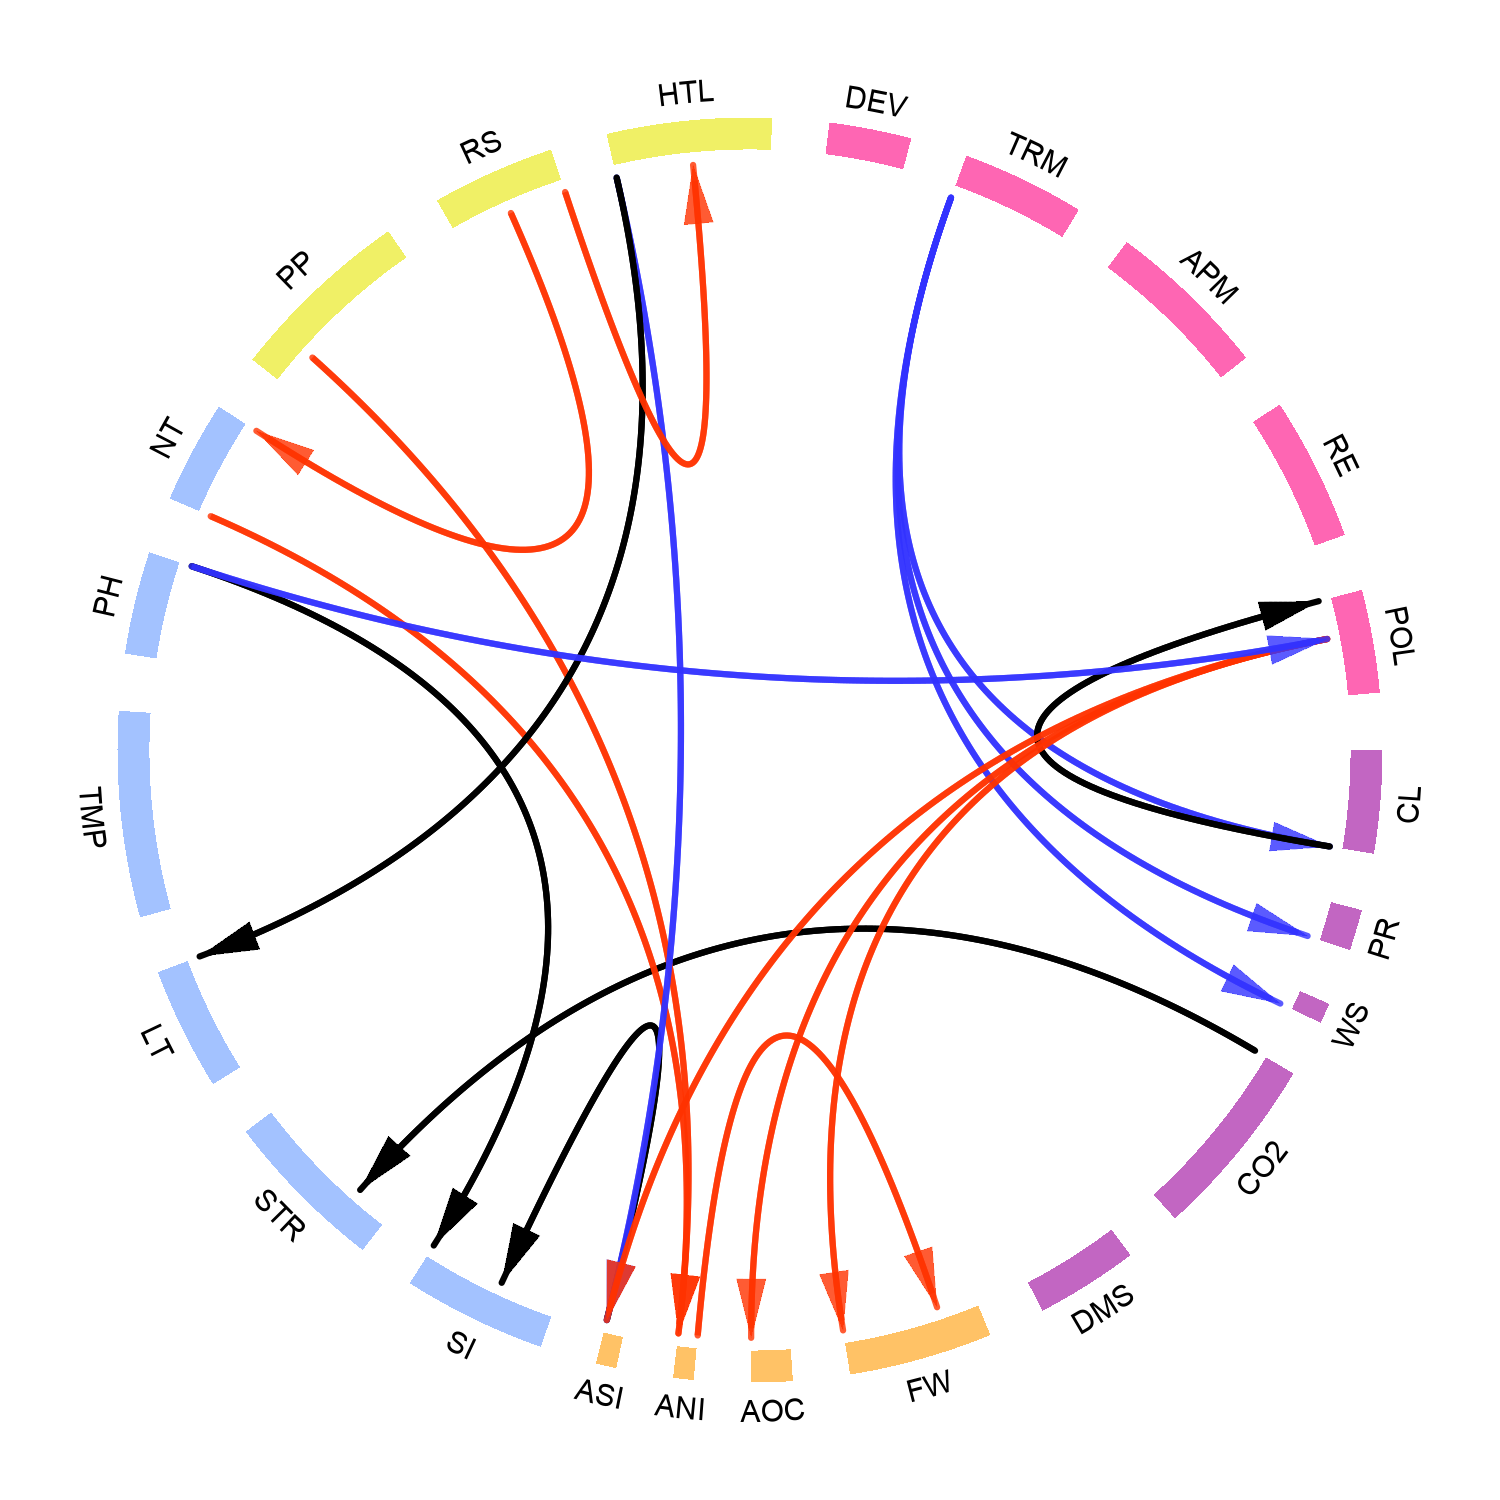 HTL
DEV
TRM
APM
RE
POL
CL
PR
WS
CO2
DMS
FW
AOC
ANI
ASI
SI
STR
LT
TMP
PH
NT
PP
RS